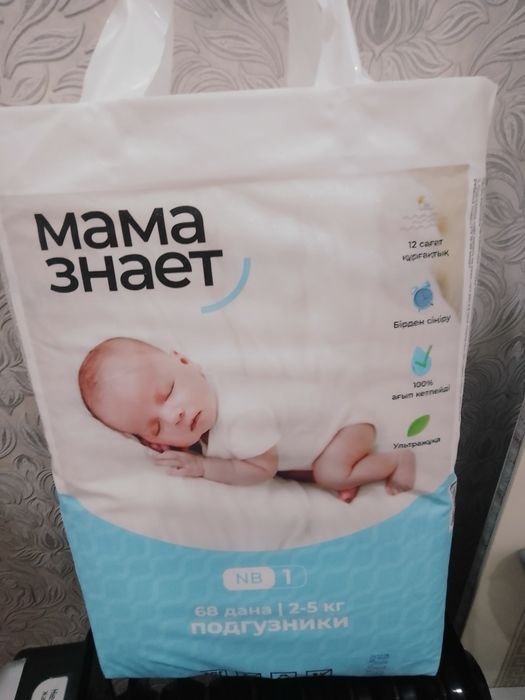 мама
знает
12 сағат
құрғақтық
Бірден сіңіру
100%
ағып кетпейді
Ультражұқа
NB 1
68 дана | 2-5 кг
подгузники